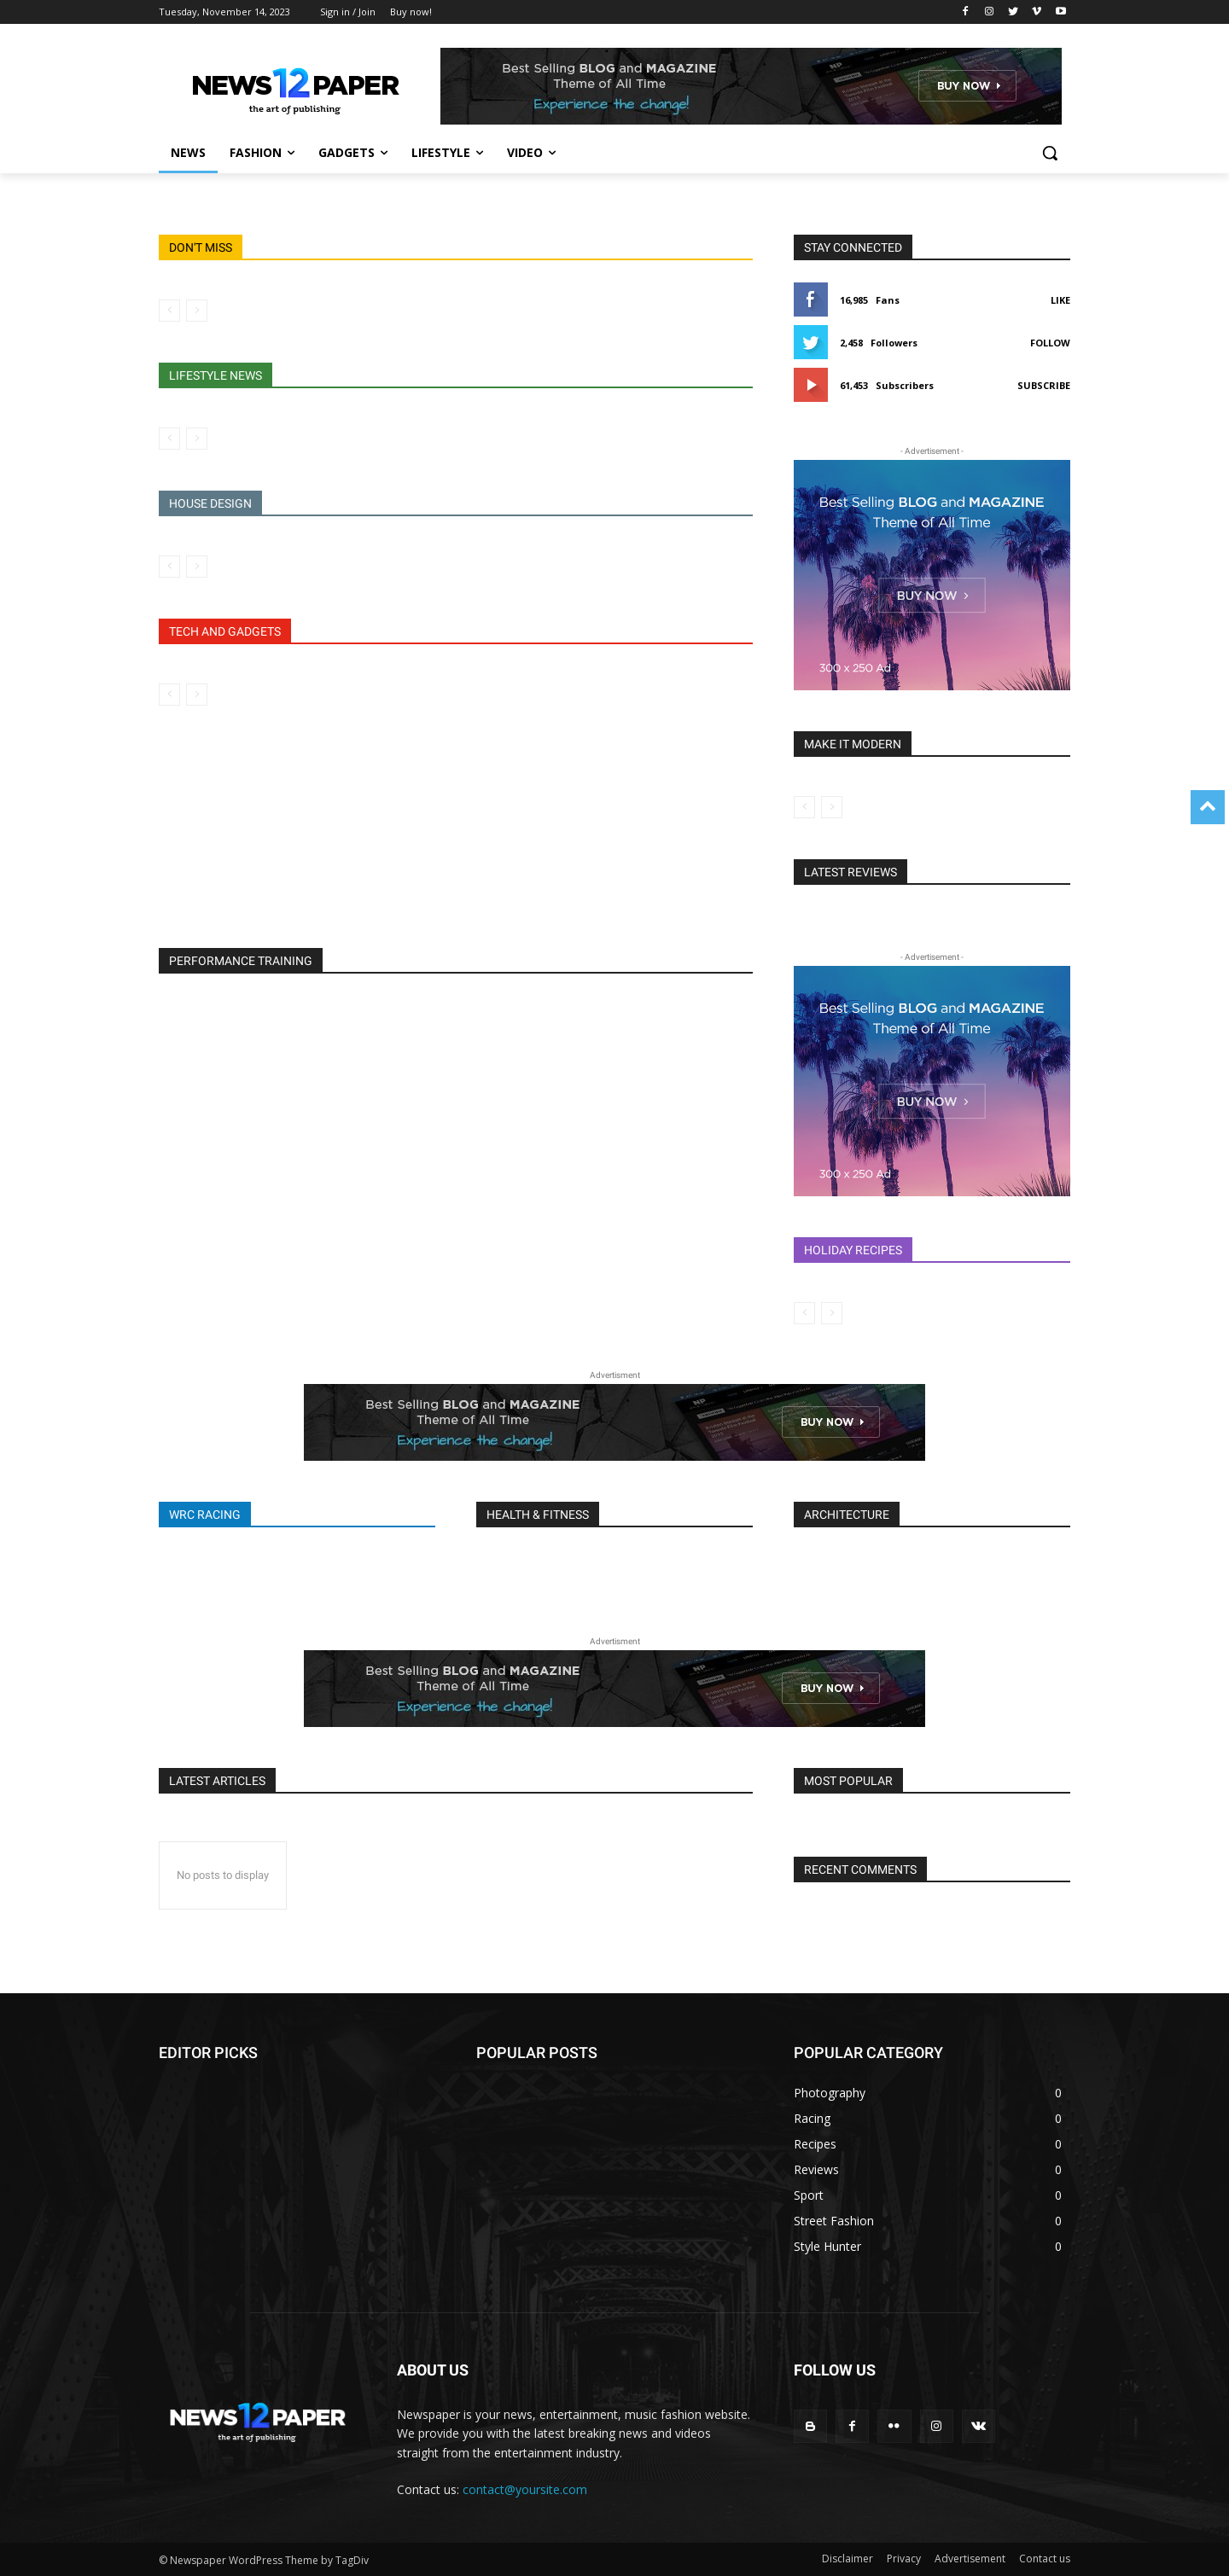 Tuesday, November 14, 2023 Sign in / Join Buy now!
NEWS12PAPER
the art of publishing
Best Selling BLOG and MAGAZINE
Theme of All Time
Experience the change!
BUY NOW
NEWS FASHION GADGETS LIFESTYLE VIDEO
DON'T MISS
LIFESTYLE NEWS
HOUSE DESIGN
TECH AND GADGETS
PERFORMANCE TRAINING
STAY CONNECTED
16,985 Fans LIKE
2,458 Followers FOLLOW
61,453 Subscribers SUBSCRIBE
- Advertisement -
Best Selling BLOG and MAGAZINE
Theme of All Time
BUY NOW
300 x 250 Ad
MAKE IT MODERN
LATEST REVIEWS
- Advertisement -
Best Selling BLOG and MAGAZINE
Theme of All Time
BUY NOW
300 x 250 Ad
HOLIDAY RECIPES
Advertisment
Best Selling BLOG and MAGAZINE
Theme of All Time
Experience the change!
BUY NOW
WRC RACING
HEALTH & FITNESS
ARCHITECTURE
Advertisment
Best Selling BLOG and MAGAZINE
Theme of All Time
Experience the change!
BUY NOW
LATEST ARTICLES
No posts to display
MOST POPULAR
RECENT COMMENTS
EDITOR PICKS
POPULAR POSTS
POPULAR CATEGORY
Photography 0
Racing 0
Recipes 0
Reviews 0
Sport 0
Street Fashion 0
Style Hunter 0
NEWS12PAPER
the art of publishing
ABOUT US
Newspaper is your news, entertainment, music fashion website.
We provide you with the latest breaking news and videos
straight from the entertainment industry.
Contact us: contact@yoursite.com
FOLLOW US
© Newspaper WordPress Theme by TagDiv
Disclaimer Privacy Advertisement Contact us